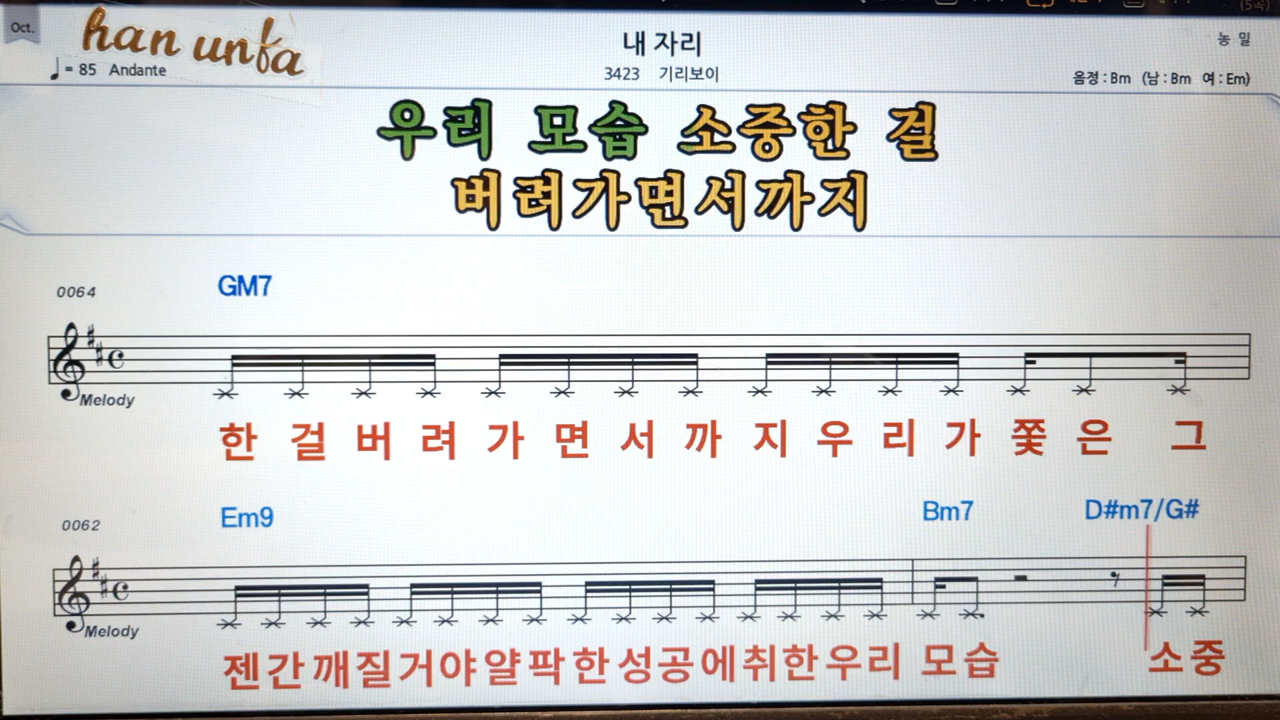 Oct.
han unfa
♩= 85 Andante
내 자리
3423 기리보이
농 밀
음정 : Bm (남 : Bm 여 : Em)
우리 모습 소중한 걸
버려가면서까지
0064
GM7
Melody
한 걸 버 려 가 면 서 까 지 우 리 가 쫓 은 그
0062
Em9 Bm7 D#m7/G#
Melody
젠간깨질거야얄팍한성공에취한우리 모습 소중